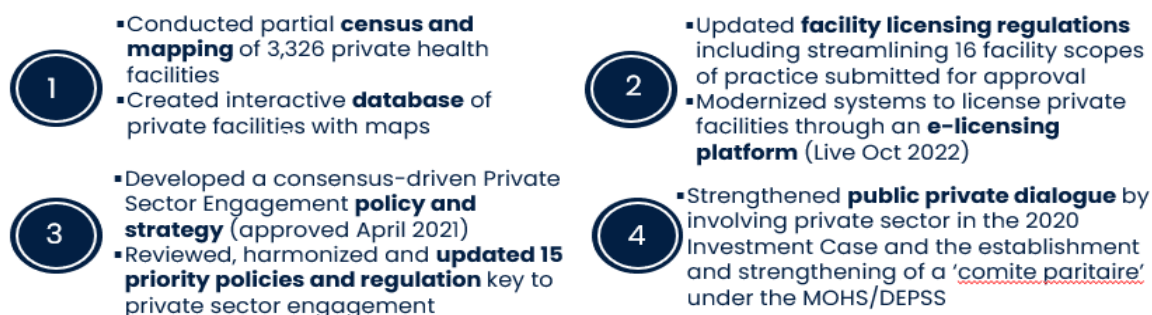 1
▪Conducted partial census and
mapping of 3,326 private health
facilities
▪Created interactive database of
private facilities with maps
2
▪Updated facility licensing regulations
including streamlining 16 facility scopes
of practice submitted for approval
▪Modernized systems to license private
facilities through an e-licensing
platform (Live Oct 2022)
3
▪Developed a consensus-driven Private
Sector Engagement policy and
strategy (approved April 2021)
▪Reviewed, harmonized and updated 15
priority policies and regulation key to
private sector engagement
4
▪Strengthened public private dialogue by
involving private sector in the 2020
Investment Case and the establishment
and strengthening of a ‘comite paritaire’
under the MOHS/DEPSS